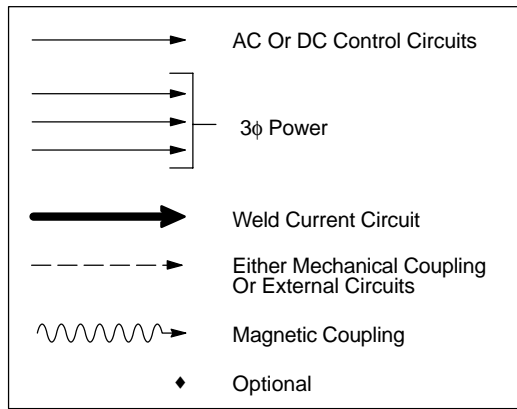 AC Or DC Control Circuits
3ϕ Power
Weld Current Circuit
Either Mechanical Coupling
Or External Circuits
Magnetic Coupling
♦ Optional